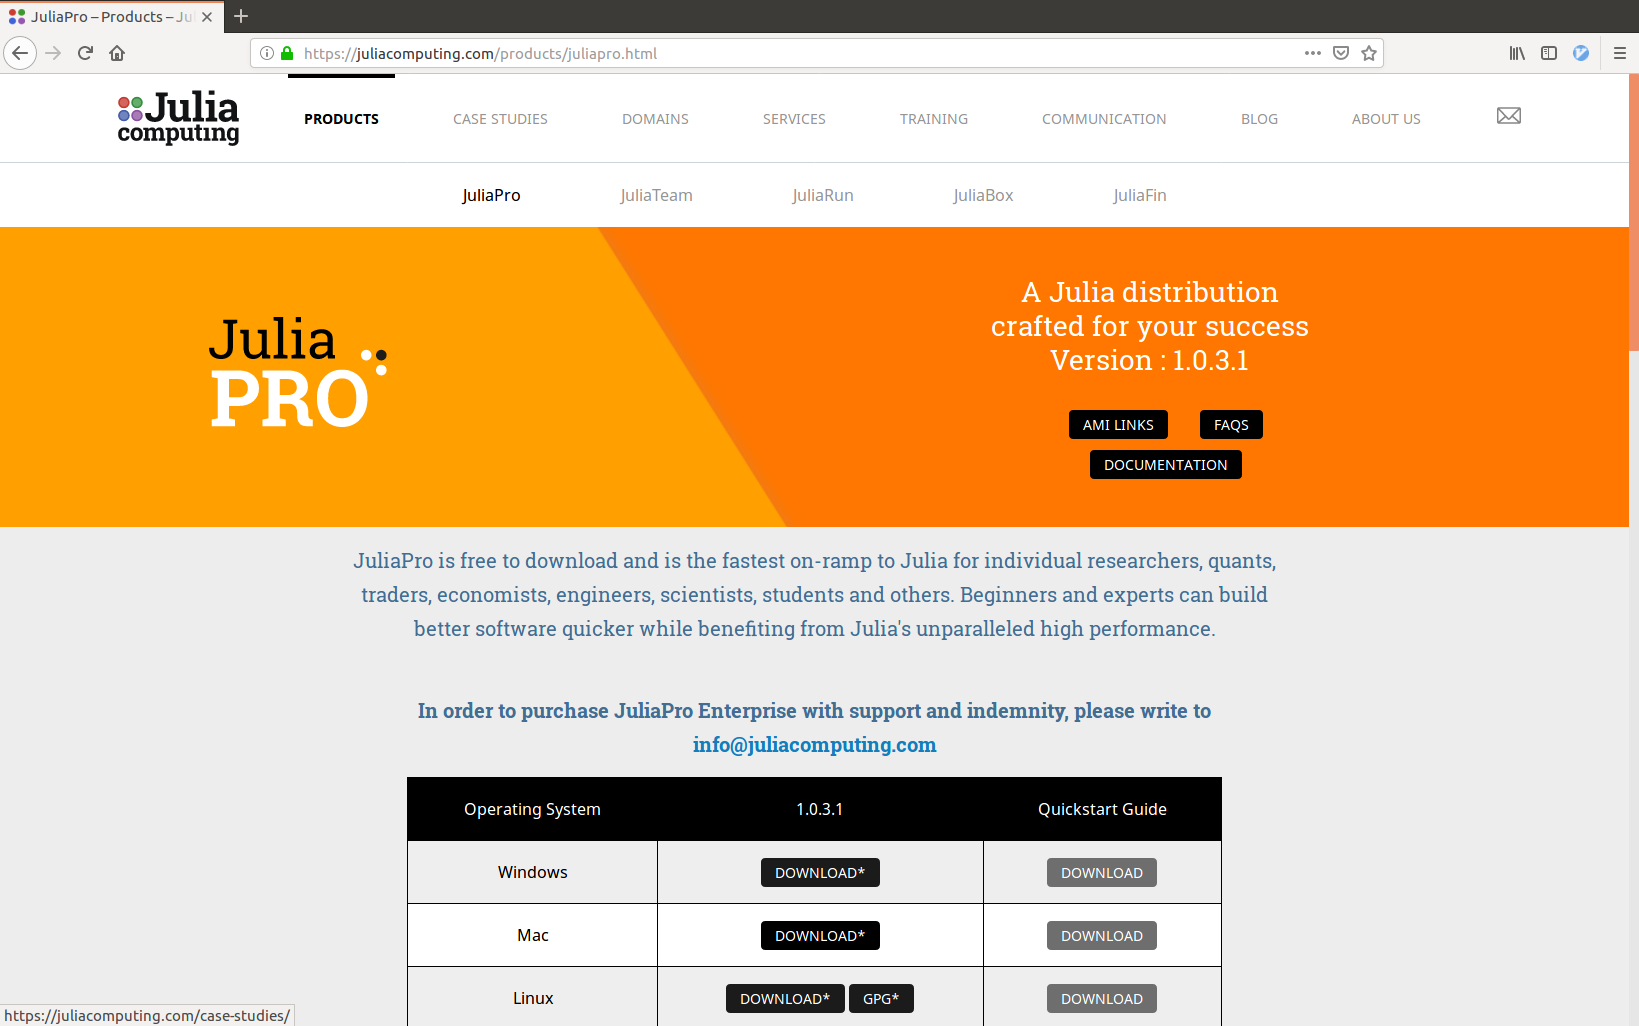 JuliaPro – Products – Ju
https://juliacomputing.com/products/juliapro.html
Julia
computing
PRODUCTS
CASE STUDIES
DOMAINS
SERVICES
TRAINING
COMMUNICATION
BLOG
ABOUT US
JuliaPro
JuliaTeam
JuliaRun
JuliaBox
JuliaFin
Julia
PRO
A Julia distribution
crafted for your success
Version : 1.0.3.1
AMI LINKS
FAQS
DOCUMENTATION
JuliaPro is free to download and is the fastest on-ramp to Julia for individual researchers, quants,
traders, economists, engineers, scientists, students and others. Beginners and experts can build
better software quicker while benefiting from Julia's unparalleled high performance.
In order to purchase JuliaPro Enterprise with support and indemnity, please write to
info@juliacomputing.com
Operating System 1.0.3.1 Quickstart Guide
Windows DOWNLOAD* DOWNLOAD
Mac DOWNLOAD* DOWNLOAD
Linux DOWNLOAD* GPG* DOWNLOAD
https://juliacomputing.com/case-studies/